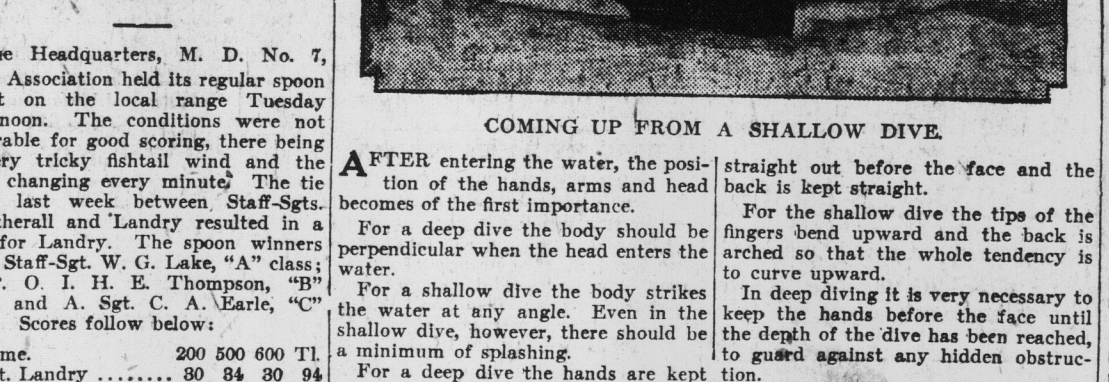 Headquarters, M. D. No. 7,
Association held its regular spoon
on the local range Tuesday
noon. The conditions were not
rable for good scoring, there being
ry tricky fishtail wind and the
changing every minute. The tie
last week between Staff-Sgts.
therall and Landry resulted in a
for Landry. The spoon winners
Staff-Sgt. W. G. Lake, "A" class;
O. I. H. E. Thompson, "B"
and A. Sgt. C. A. Earle, "C"
Scores follow below:
me. 200 500 600 Tl.
t. Landry ........ 30 34 30 94
COMING UP FROM A SHALLOW DIVE.
AFTER entering the water, the posi-
tion of the hands, arms and head
becomes of the first importance.
For a deep dive the body should be
perpendicular when the head enters the
water.
For a shallow dive the body strikes
the water at any angle. Even in the
shallow dive, however, there should be
a minimum of splashing.
For a deep dive the hands are kept
straight out before the face and the
back is kept straight.
For the shallow dive the tips of the
fingers bend upward and the back is
arched so that the whole tendency is
to curve upward.
In deep diving it is very necessary to
keep the hands before the face until
the depth of the dive has been reached,
to guard against any hidden obstruc-
tion.